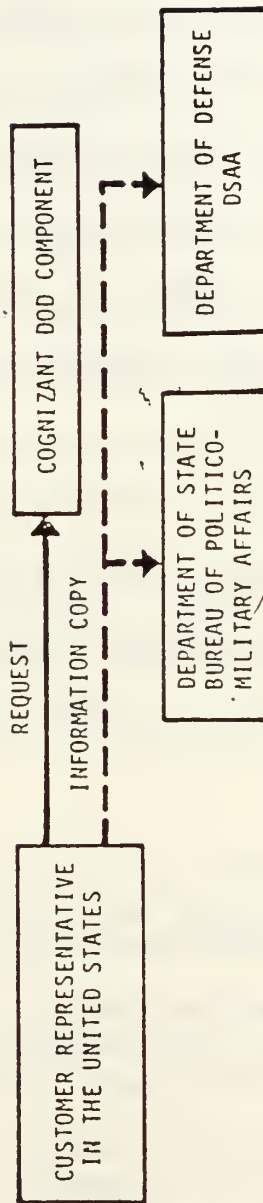 CUSTOMER REPRESENTATIVE
IN THE UNITED STATES
REQUEST
INFORMATION COPY
COGNIZANT DOD COMPONENT
DEPARTMENT OF STATE
BUREAU OF POLITICO-
MILITARY AFFAIRS
DEPARTMENT OF DEFENSE
DSAA